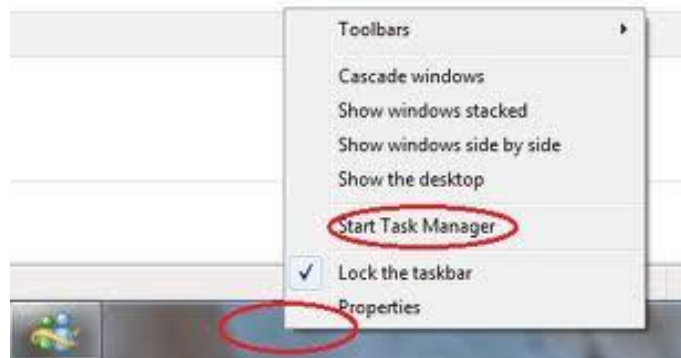 Toolbars
Cascade windows
Show windows stacked
Show windows side by side
Show the desktop
Start Task Manager
Lock the taskbar
Properties